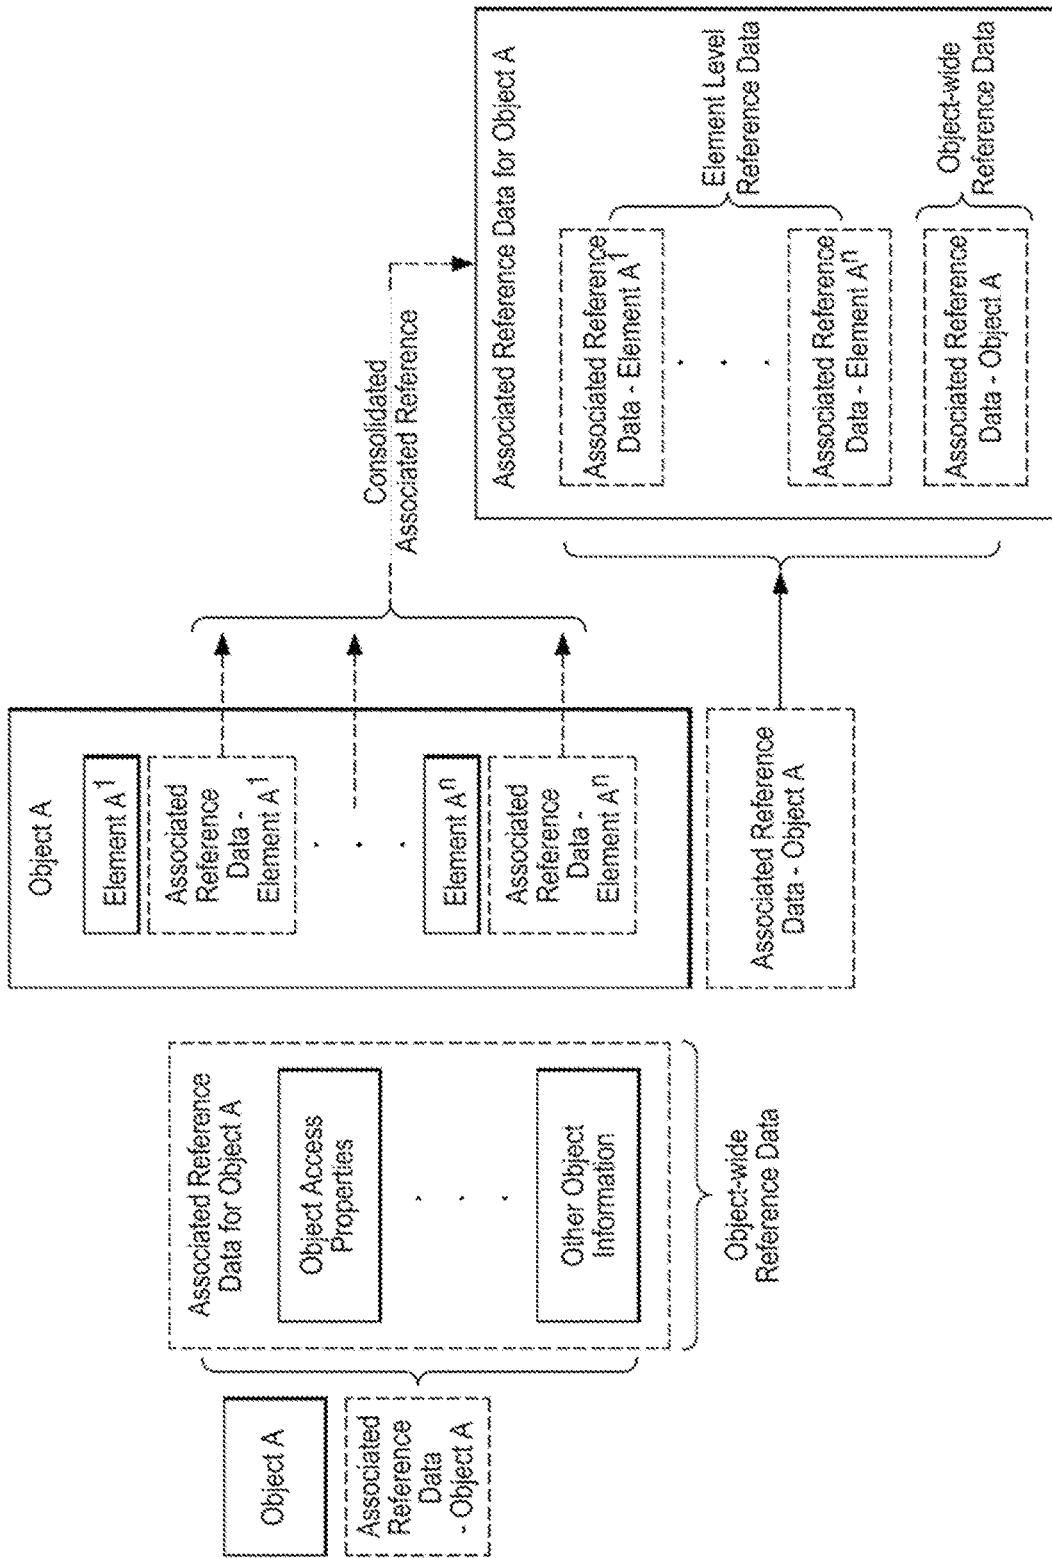 Object A
Associated
Reference
Data
- Object A
Associated Reference
Data for Object A
Object Access
Properties
Other Object
Information
Object-wide
Reference Data
Object A
Element A¹
Associated
Reference
Data -
Element A¹
Element Aⁿ
Associated
Reference
Data -
Element Aⁿ
Associated Reference
Data - Object A
Consolidated
Associated Reference
Associated Reference Data for Object A
Associated Reference
Data - Element A¹
Associated Reference
Data - Element Aⁿ
Associated Reference
Data - Object A
Element Level
Reference Data
Object-wide
Reference Data